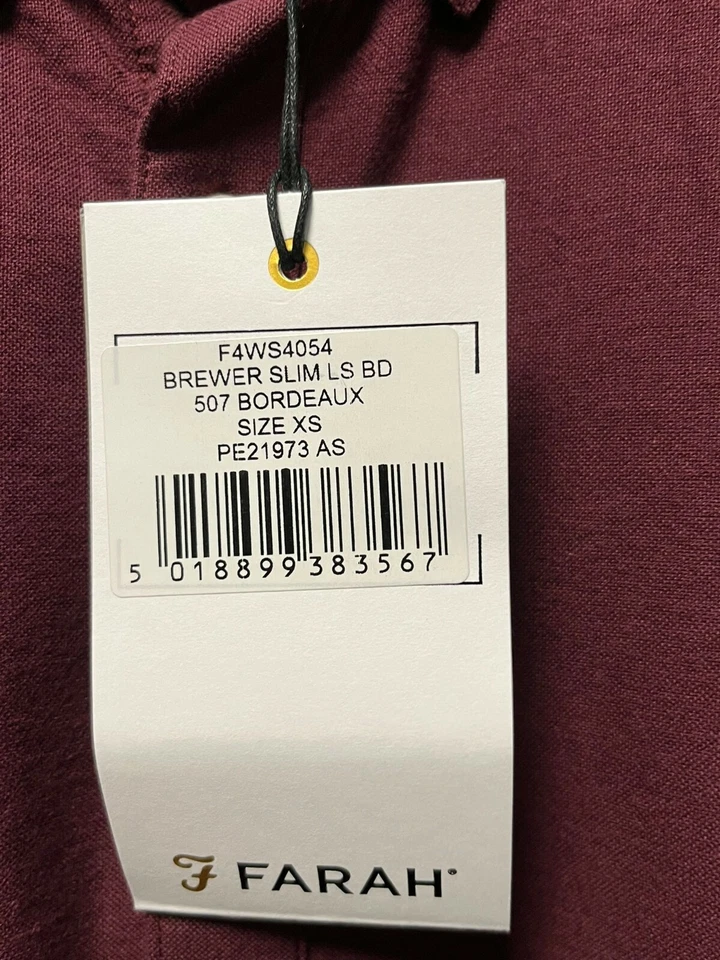 F4WS4054
BREWER SLIM LS BD
507 BORDEAUX
SIZE XS
PE21973 AS
5 018899 383567
F FARAH®